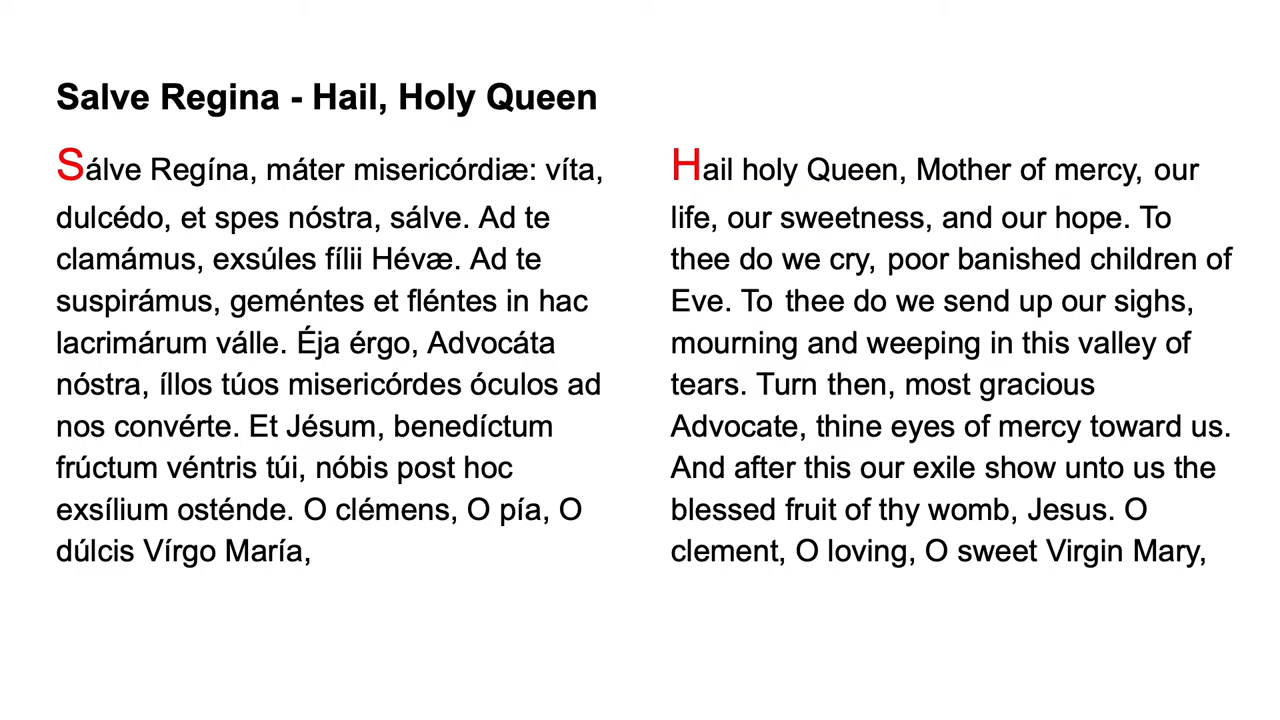 Salve Regina - Hail, Holy Queen
Sálve Regína, máter misericórdiæ: víta,
dulcédo, et spes nóstra, sálve. Ad te
clamámus, exsúles fílii Hévæ. Ad te
suspirámus, geméntes et fléntes in hac
lacrimárum válle. Éja érgo, Advocáta
nóstra, íllos túos misericórdes óculos ad
nos convérte. Et Jésum, benedíctum
frúctum véntris túi, nóbis post hoc
exsílium osténde. O clémens, O pía, O
dúlcis Vírgo María,
Hail holy Queen, Mother of mercy, our
life, our sweetness, and our hope. To
thee do we cry, poor banished children of
Eve. To thee do we send up our sighs,
mourning and weeping in this valley of
tears. Turn then, most gracious
Advocate, thine eyes of mercy toward us.
And after this our exile show unto us the
blessed fruit of thy womb, Jesus. O
clement, O loving, O sweet Virgin Mary,